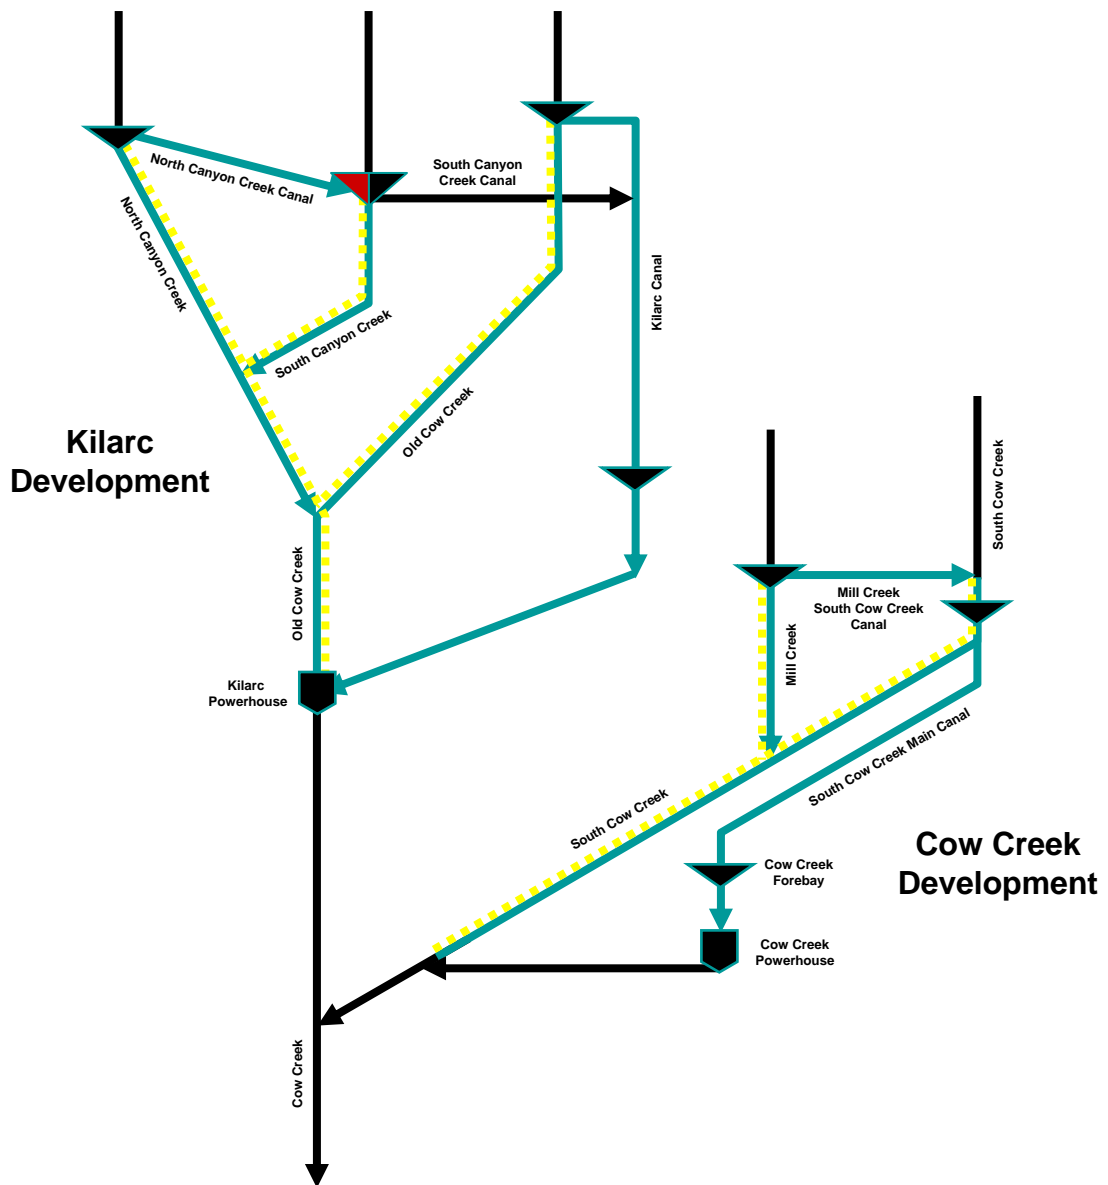 North Canyon Creek Canal
South Canyon
Creek Canal
North Canyon Creek
South Canyon Creek
Kilarc Canal
Old Cow Creek
Kilarc
Development
South Cow Creek
Old Cow Creek
Mill Creek
South Cow Creek
Canal
Mill Creek
Kilarc
Powerhouse
South Cow Creek Main Canal
South Cow Creek
Cow Creek
Development
Cow Creek
Forebay
Cow Creek
Powerhouse
Cow Creek